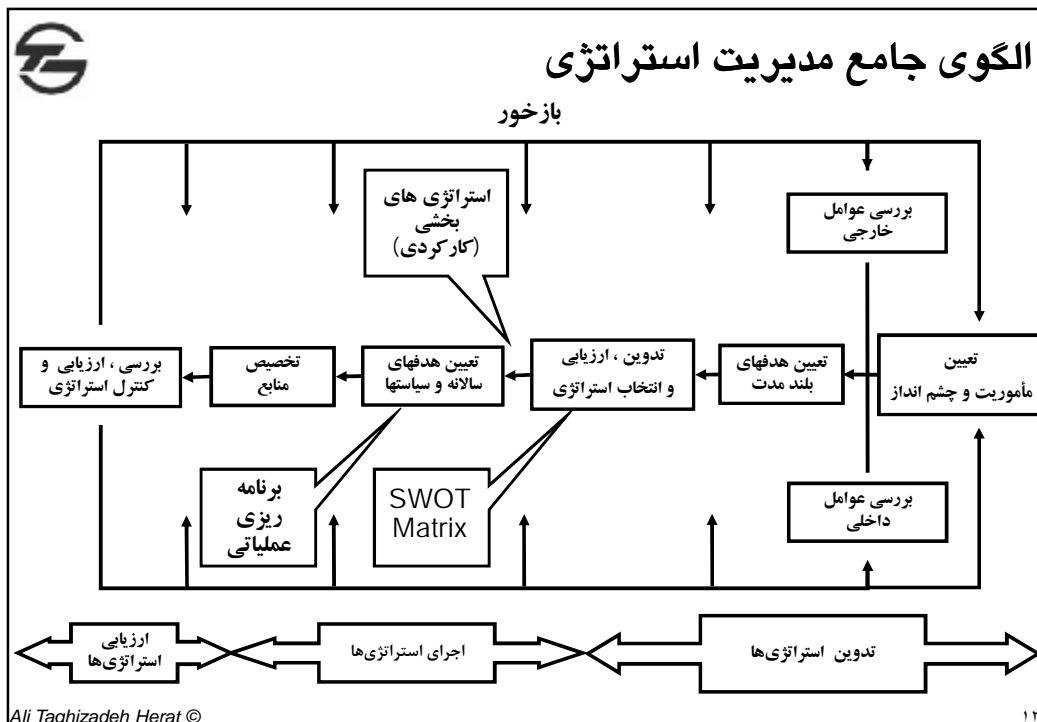 الگوی جامع مدیریت استراتژی
بازخور
استراتژی های
بخشی
(کارکردی)
بررسی عوامل
خارجی
تعیین
مأموریت و چشم انداز
تعیین هدفهای
بلند مدت
تدوین ، ارزیابی
و انتخاب استراتژی
تعیین هدفهای
سالانه و سیاستها
تخصیص
منابع
بررسی ، ارزیابی و
کنترل استراتژی
برنامه
ریزی
عملیاتی
SWOT
Matrix
بررسی عوامل
داخلی
تدوین استراتژی‌ها
اجرای استراتژی‌ها
ارزیابی
استراتژی‌ها
Ali Taghizadeh Herat ©